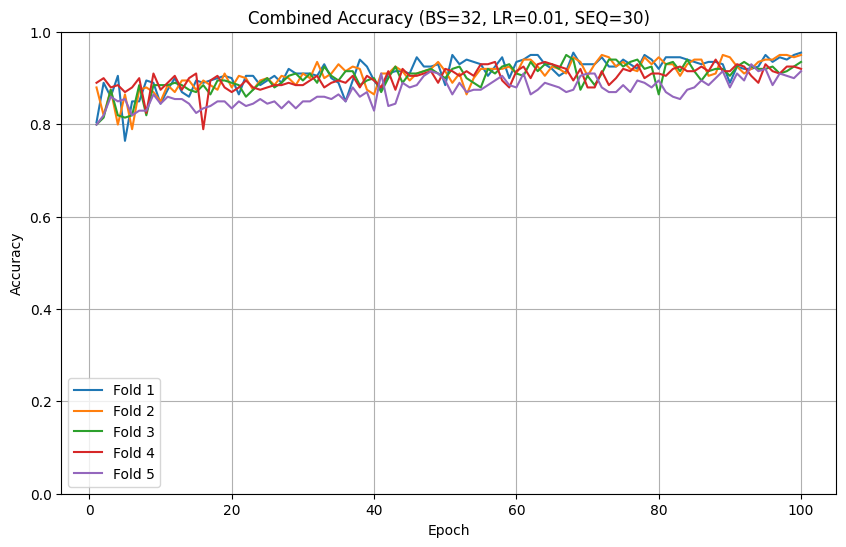 Combined Accuracy (BS=32, LR=0.01, SEQ=30)
1.0
0.8
0.6
0.4
0.2
0.0
Accuracy
Fold 1
Fold 2
Fold 3
Fold 4
Fold 5
0 20 40 60 80 100
Epoch